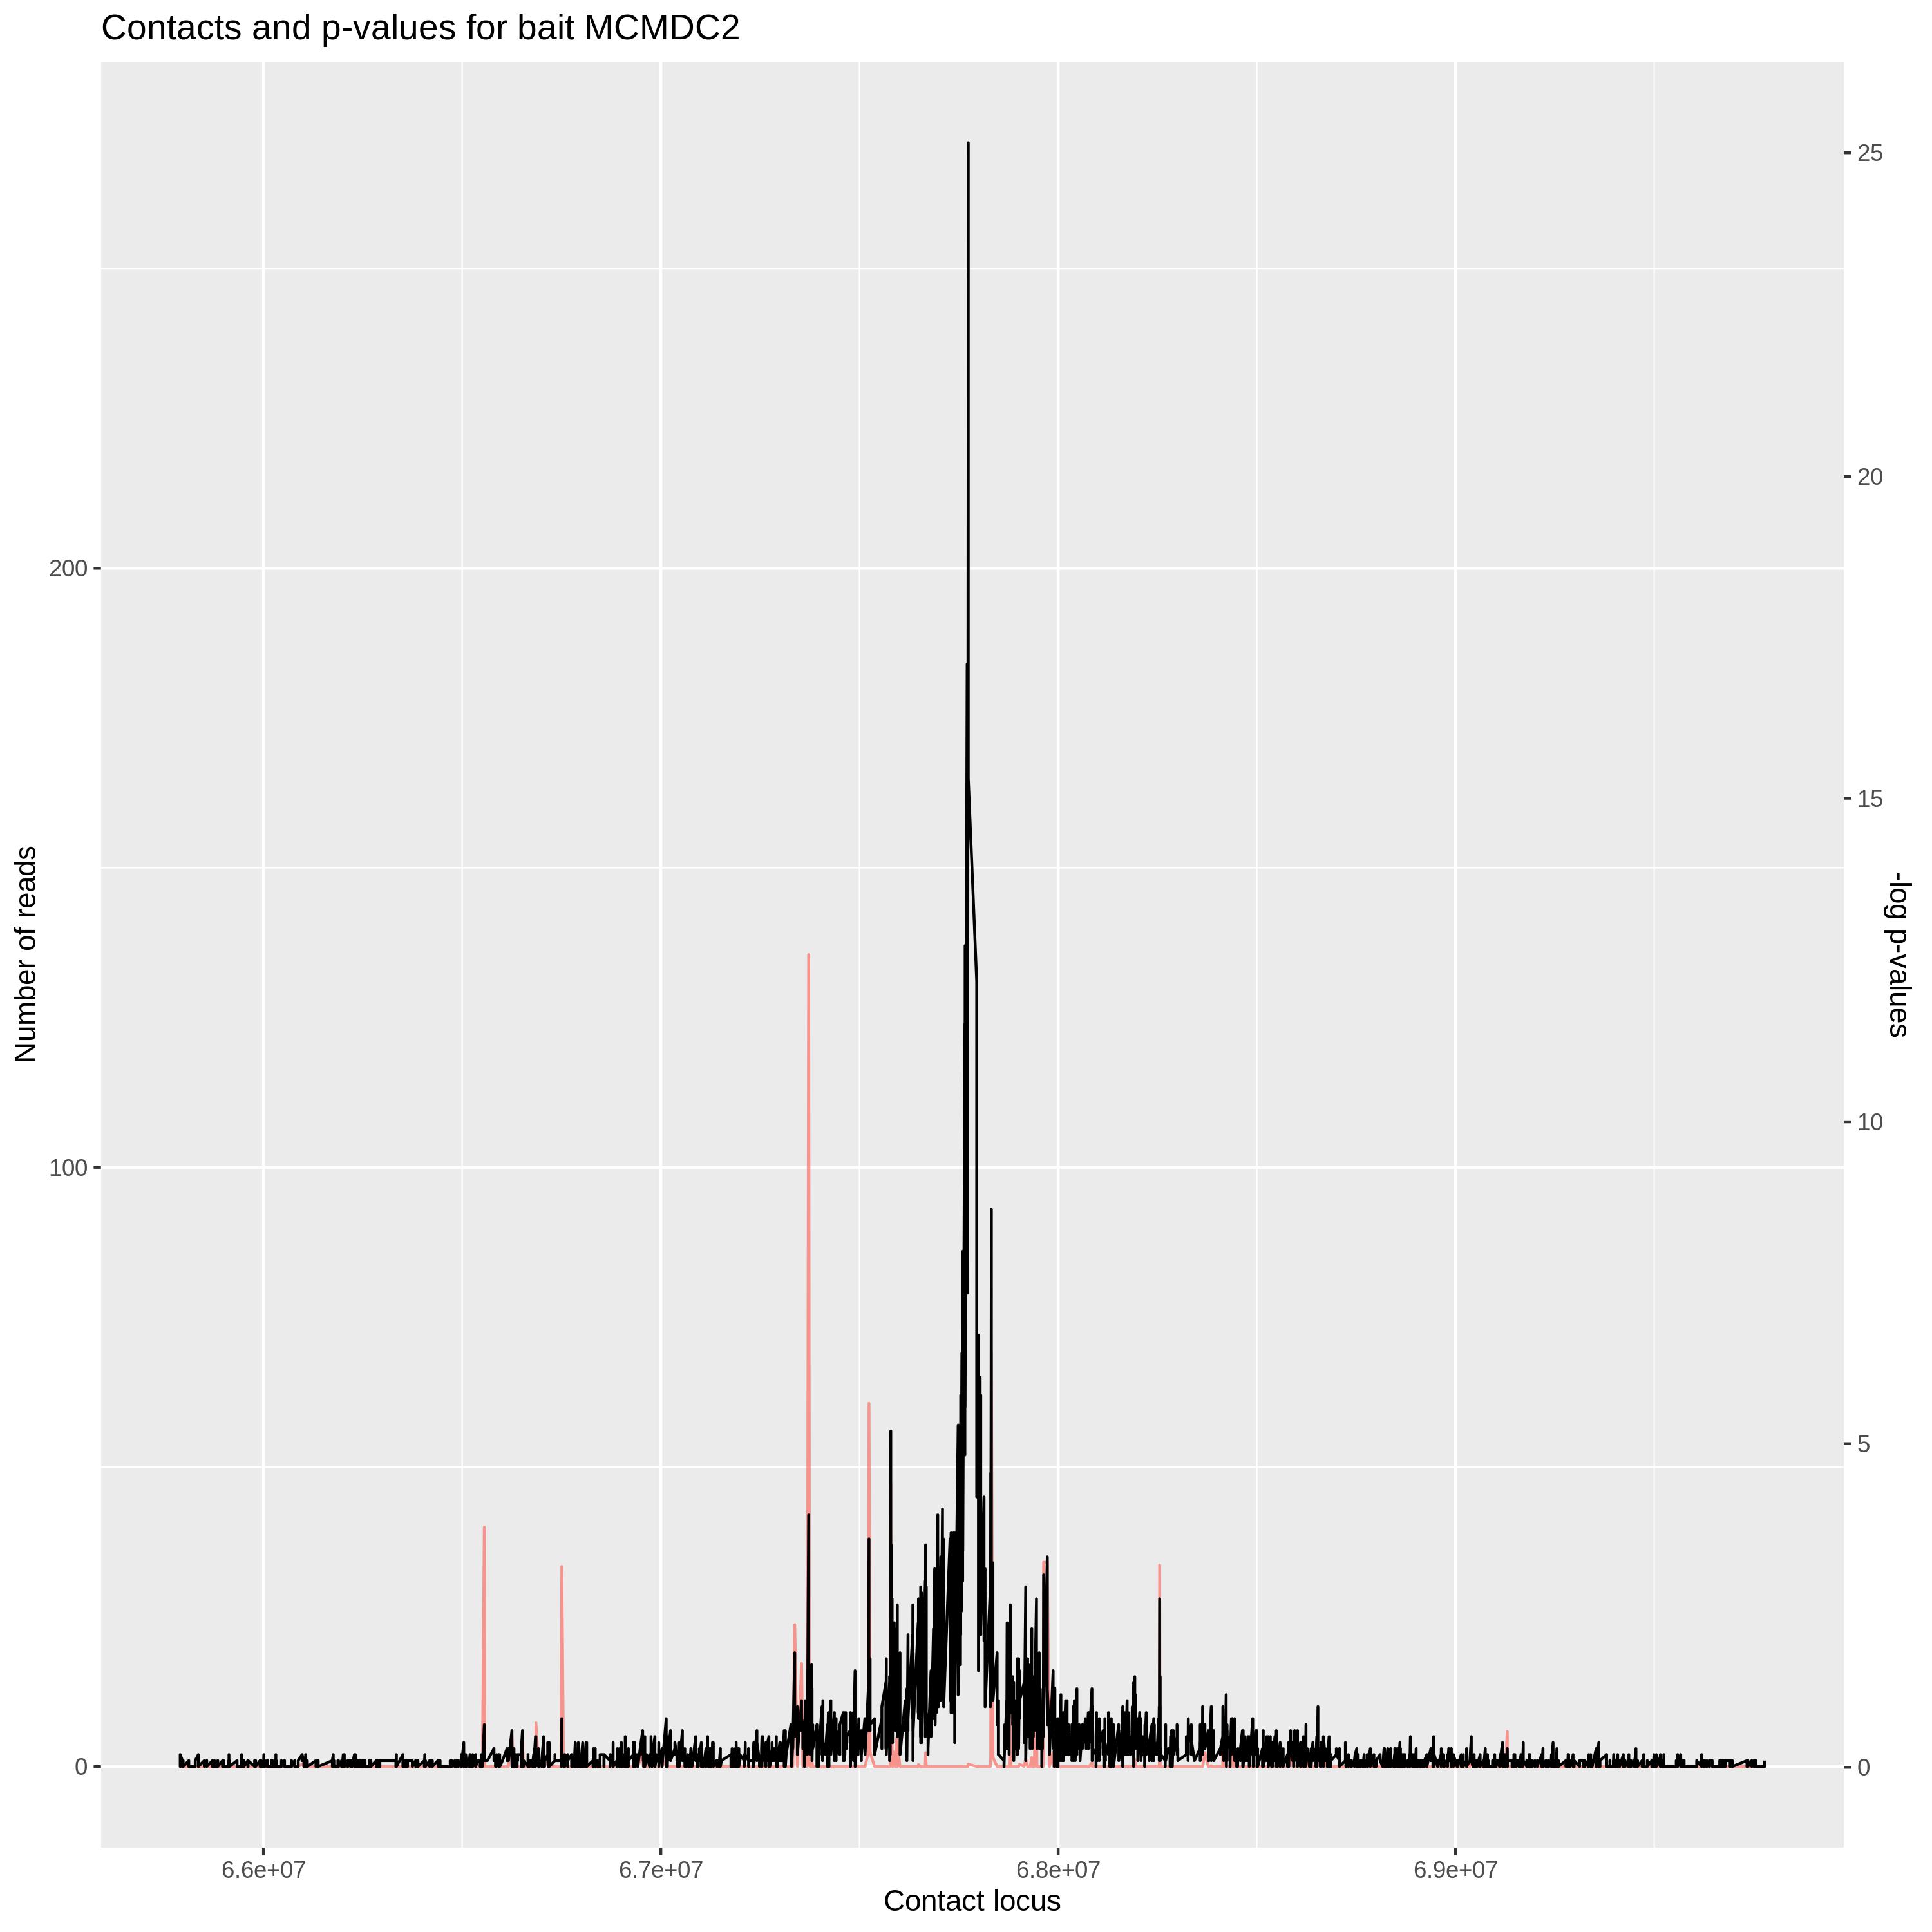 Contacts and p-values for bait MCMDC2
Number of reads
200
100
0
25
20
15
10
5
0
-log p-values
6.6e+07
6.7e+07
6.8e+07
6.9e+07
Contact locus